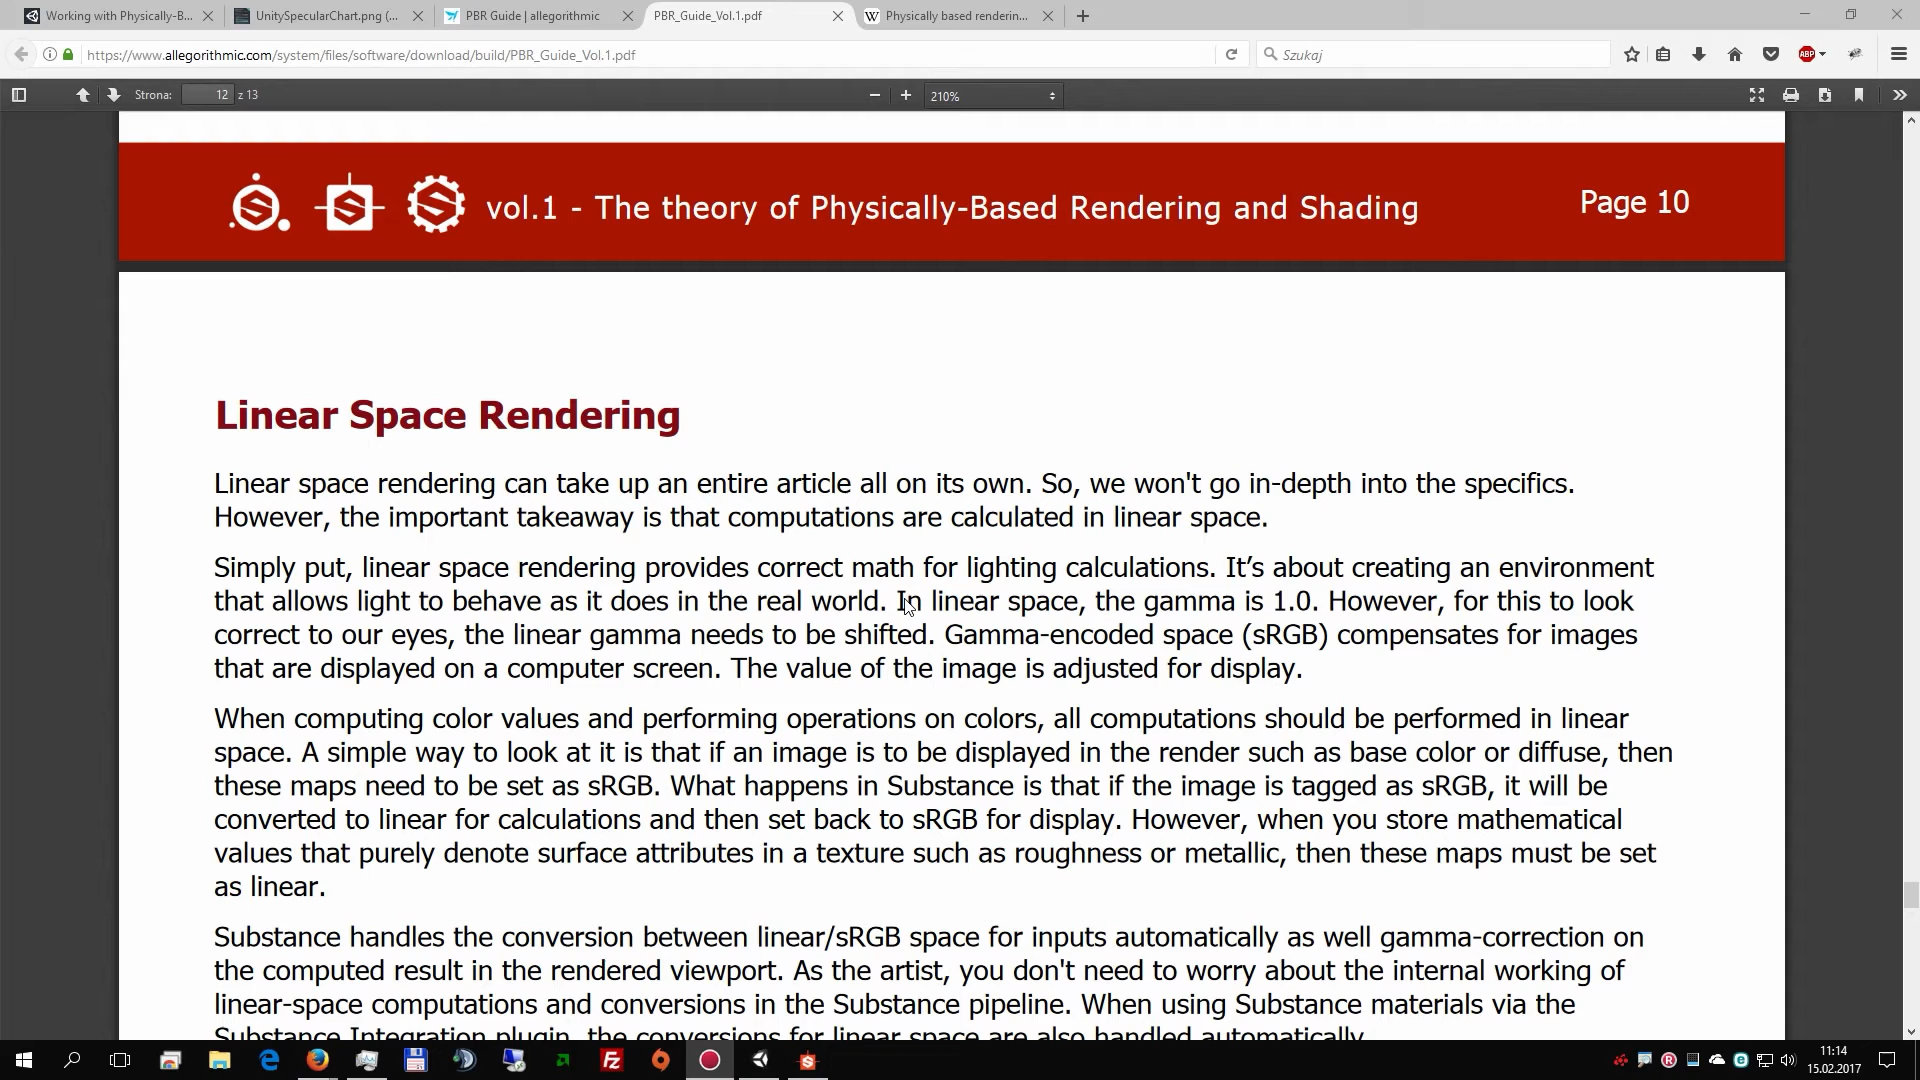 Working with Physically-B...
UnitySpecularChart.png (...
PBR Guide | allegorithmic
PBR_Guide_Vol.1.pdf
Physically based renderin...
https://www.allegorithmic.com/system/files/software/download/build/PBR_Guide_Vol.1.pdf
Szukaj
ABP
Strona: 12 z 13
210%
vol.1 - The theory of Physically-Based Rendering and Shading
Page 10
Linear Space Rendering
Linear space rendering can take up an entire article all on its own. So, we won't go in-depth into the specifics.
However, the important takeaway is that computations are calculated in linear space.
Simply put, linear space rendering provides correct math for lighting calculations. It’s about creating an environment
that allows light to behave as it does in the real world. In linear space, the gamma is 1.0. However, for this to look
correct to our eyes, the linear gamma needs to be shifted. Gamma-encoded space (sRGB) compensates for images
that are displayed on a computer screen. The value of the image is adjusted for display.
When computing color values and performing operations on colors, all computations should be performed in linear
space. A simple way to look at it is that if an image is to be displayed in the render such as base color or diffuse, then
these maps need to be set as sRGB. What happens in Substance is that if the image is tagged as sRGB, it will be
converted to linear for calculations and then set back to sRGB for display. However, when you store mathematical
values that purely denote surface attributes in a texture such as roughness or metallic, then these maps must be set
as linear.
Substance handles the conversion between linear/sRGB space for inputs automatically as well gamma-correction on
the computed result in the rendered viewport. As the artist, you don't need to worry about the internal working of
linear-space computations and conversions in the Substance pipeline. When using Substance materials via the
Substance Integration plugin, the conversions for linear space are also handled automatically.
11:14
15.02.2017